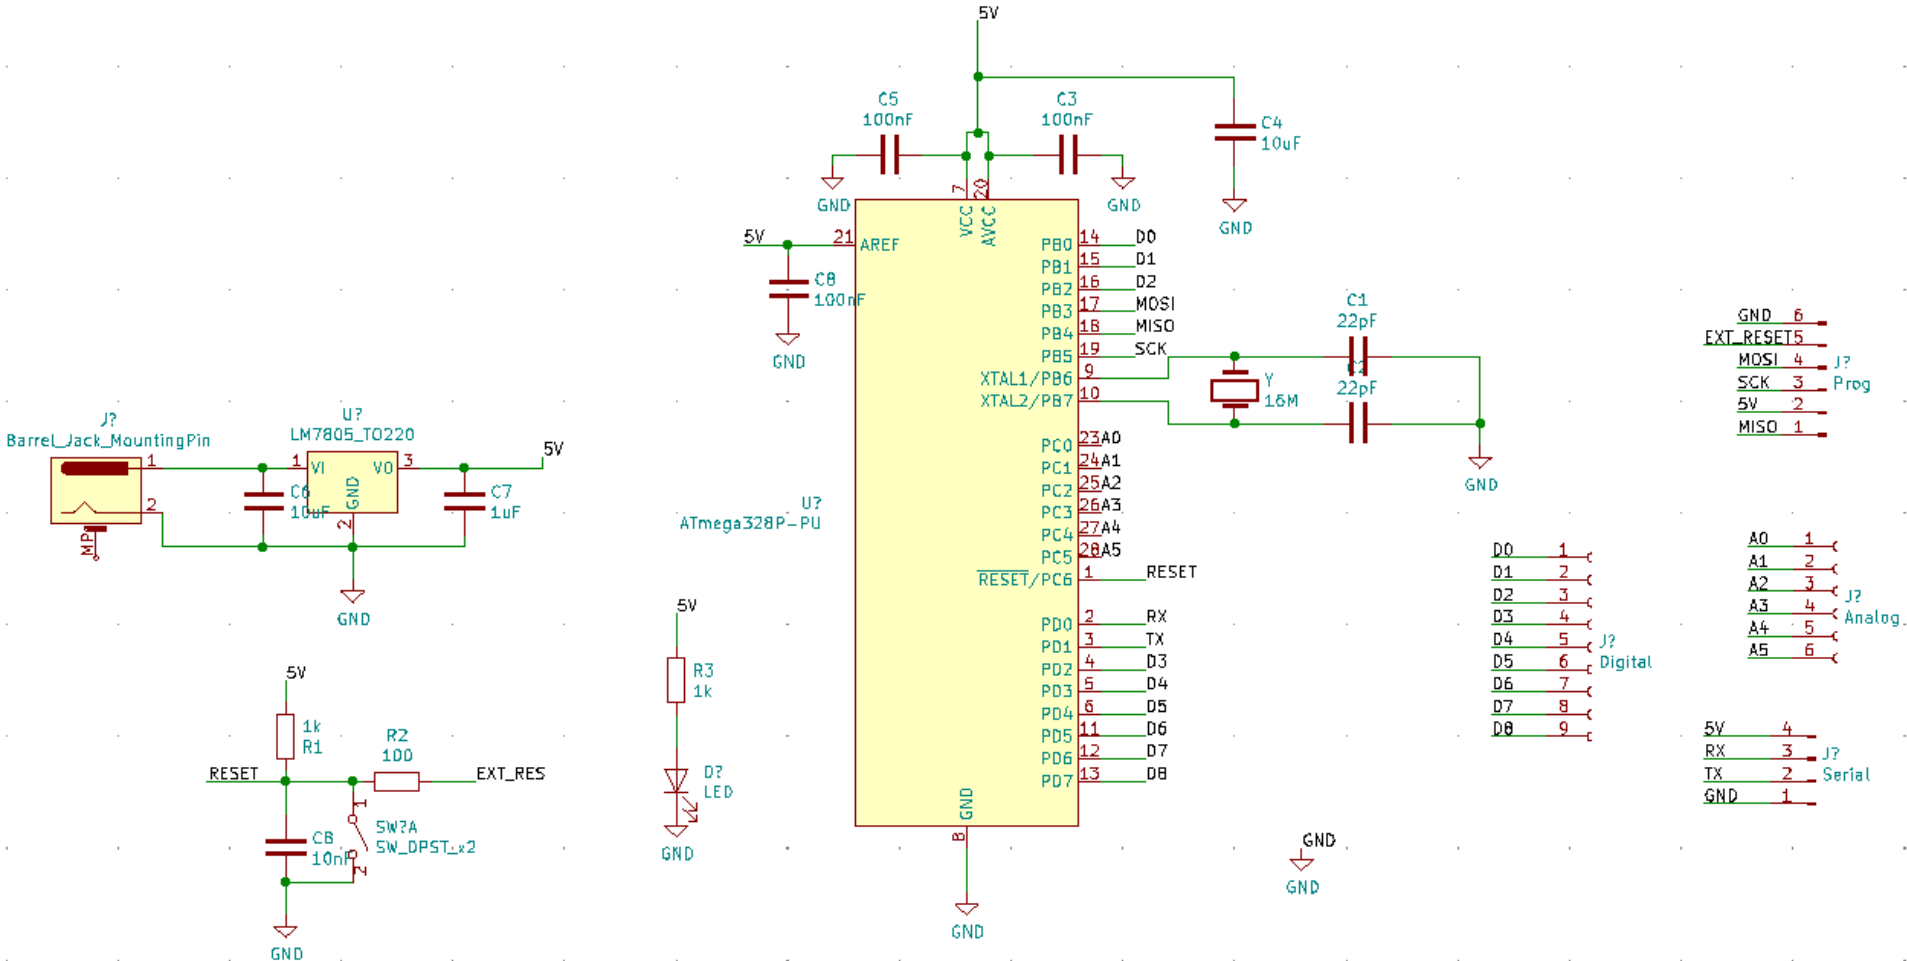 5V
C5
100nF
C3
100nF
C4
10uF
GND
GND
GND
7
20
VCC
AVCC
5V
21
AREF
C8
100nF
GND
PB0
14
D0
PB1
15
D1
PB2
16
D2
PB3
17
MOSI
PB4
18
MISO
PB5
19
SCK
XTAL1/PB6
9
XTAL2/PB7
10
C1
22pF
22pF
Y
16M
GND
PC0
23
A0
PC1
24
A1
PC2
25
A2
PC3
26
A3
PC4
27
A4
PC5
28
A5
RESET/PC6
1
RESET
PD0
2
RX
PD1
3
TX
PD2
4
D3
PD3
5
D4
PD4
6
D5
PD5
11
D6
PD6
12
D7
PD7
13
D8
GND
8
GND
U?
ATmega328P-PU
J?
Barrel_Jack_MountingPin
1
2
MP
U?
LM7805_TO220
1
VI
VO
3
GND
2
C6
10uF
C7
1uF
5V
GND
5V
1k
R1
R2
100
RESET
EXT_RES
C8
10nF
1
2
SW?A
SW_DPST_x2
GND
5V
R3
1k
D?
LED
GND
GND
GND
GND 6
EXT_RESET5
MOSI 4
SCK 3
5V 2
MISO 1
J?
Prog
D0 1
D1 2
D2 3
D3 4
D4 5
D5 6
D6 7
D7 8
D8 9
J?
Digital
A0 1
A1 2
A2 3
A3 4
A4 5
A5 6
J?
Analog
5V 4
RX 3
TX 2
GND 1
J?
Serial